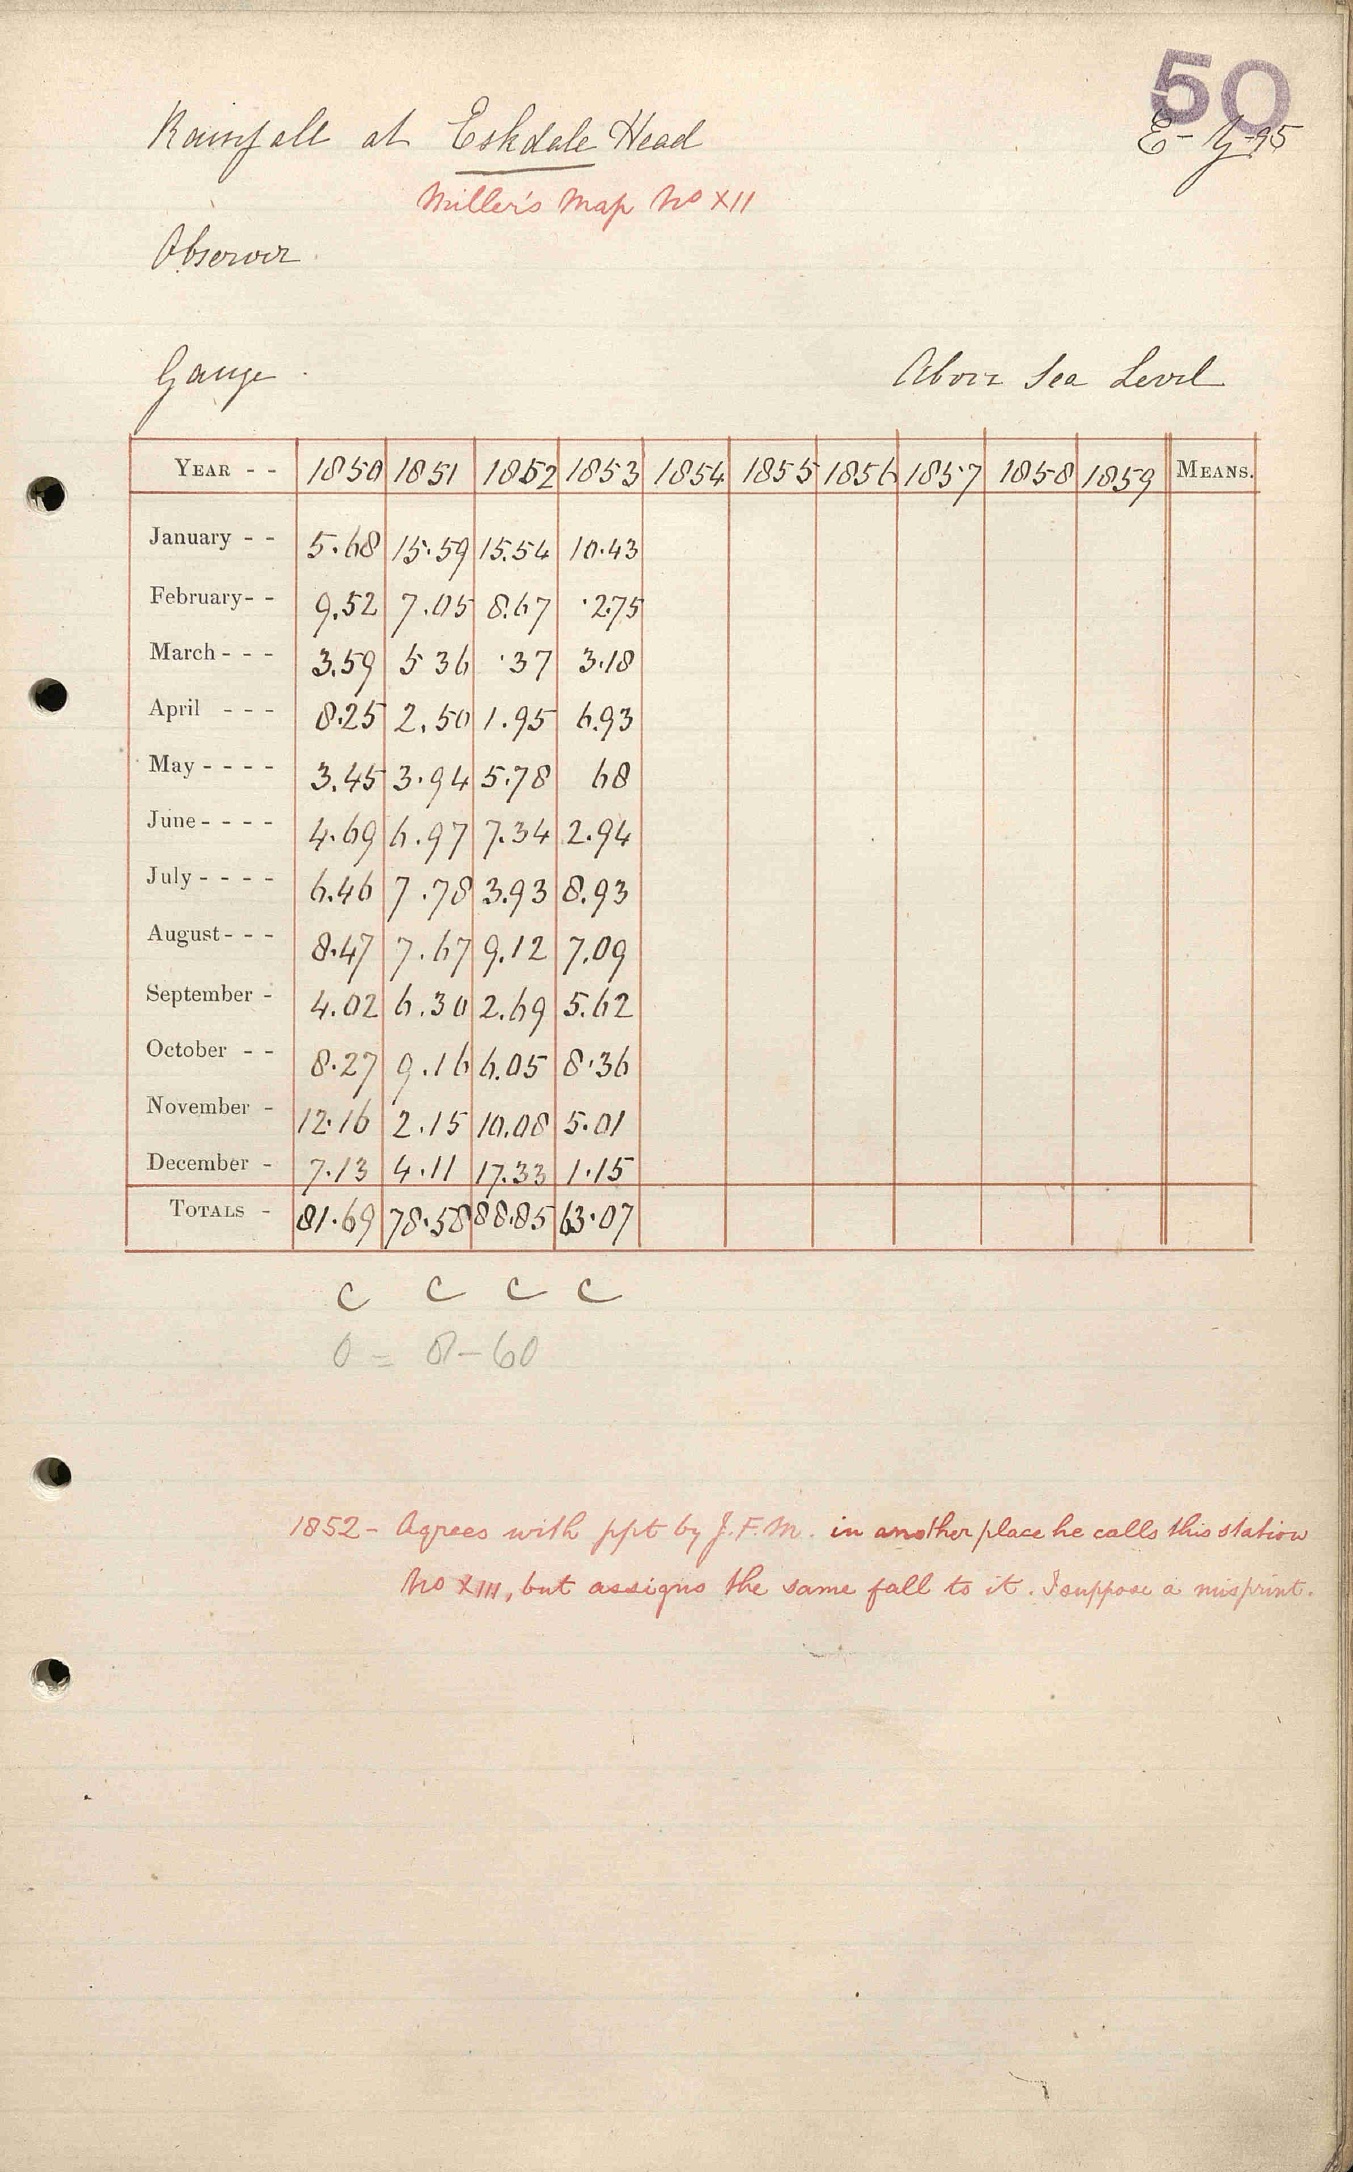 50
Rainfall at Eskdale Head
Miller's Map No XII
Observer
Gauge
Above Sea Level
YEAR - - 1850 1851 1852 1853 1854 1855 1856 1857 1858 1859 MEANS.
January - - 5.68 15.59 15.54 10.43
February - - 9.52 7.05 8.67 .275
March - - - 3.59 5 36 .37 3.18
April - - - 8.25 2.50 1.95 6.93
May - - - - 3.45 3.94 5.78 68
June - - - - 4.69 6.97 7.34 2.94
July - - - - 6.46 7.78 3.93 8.93
August - - - 8.47 7.67 9.12 7.09
September - 4.02 6.30 2.69 5.62
October - - 8.27 9.16 6.05 8.36
November - 12.16 2.15 10.08 5.01
December - 7.13 4.11 17.33 1.15
TOTALS - 81.69 78.58 88.85 63.07
C C C C
0 = 8-60
1852 - Agrees with ppt by J.F.M. in another place he calls this station
No XIII, but assigns the same fall to it. I suppose a misprint.